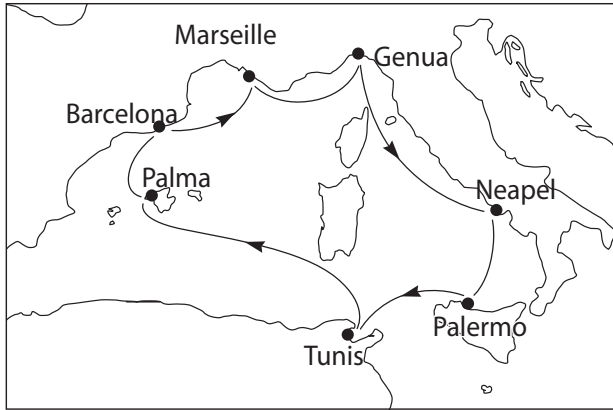 Marseille
Genua
Barcelona
Palma
Neapel
Palermo
Tunis